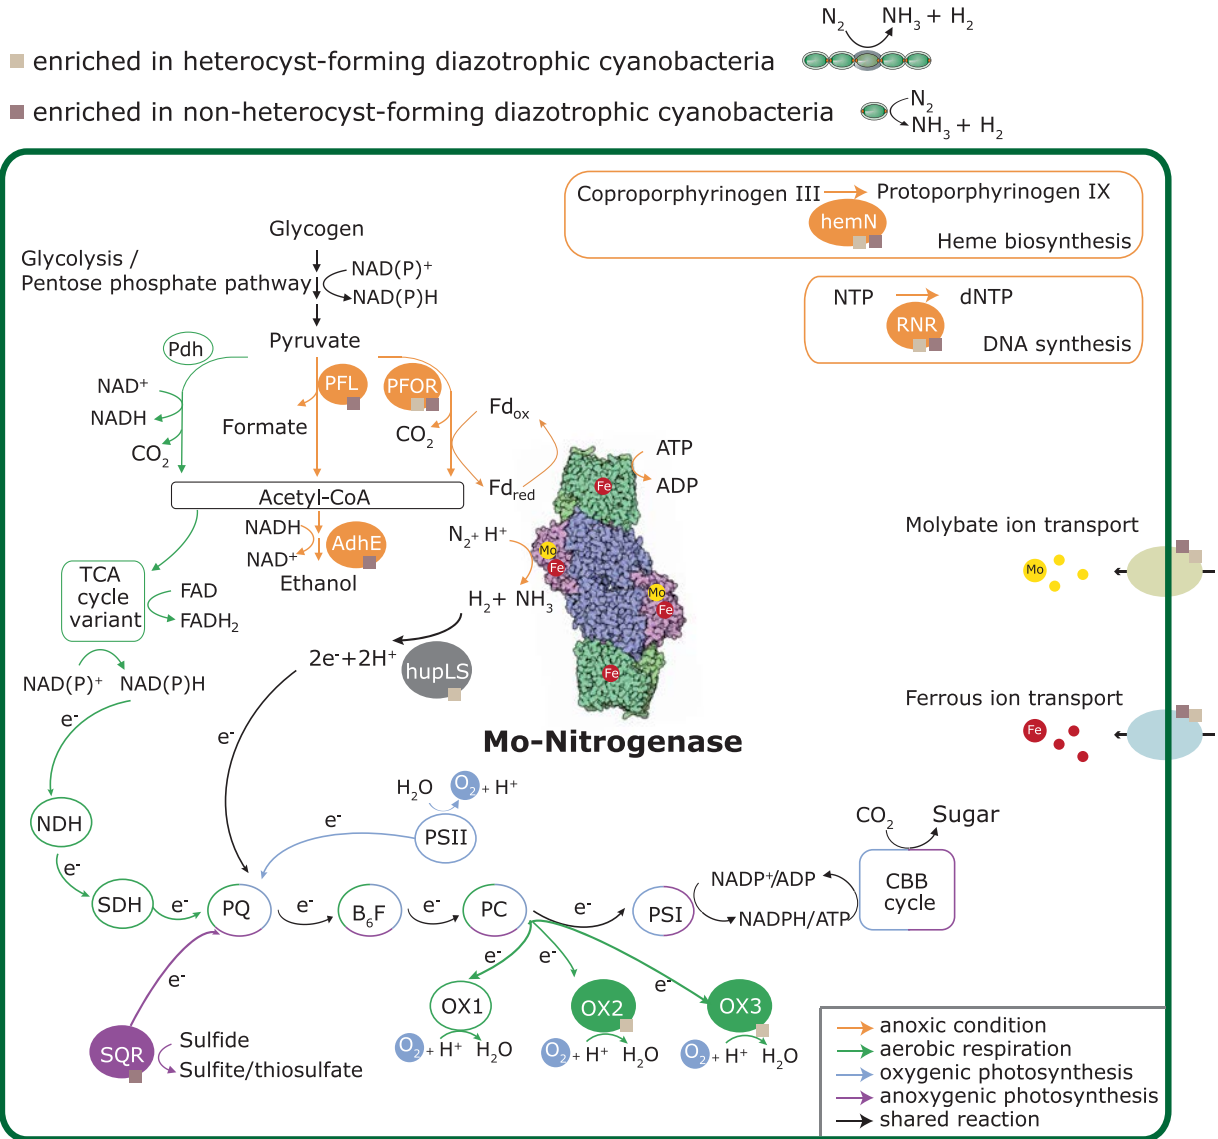 N2 NH3 + H2
enriched in heterocyst-forming diazotrophic cyanobacteria
enriched in non-heterocyst-forming diazotrophic cyanobacteria
N2
NH3 + H2
Coproporphyrinogen III Protoporphyrinogen IX
hemN
Heme biosynthesis
Glycogen
Glycolysis /
Pentose phosphate pathway
NAD(P)+
NAD(P)H
NTP dNTP
RNR
DNA synthesis
Pyruvate
Pdh
PFL
PFOR
NAD+
NADH
CO2
Formate
CO2
Fdox
Fdred
ATP
ADP
Fe
Acetyl-CoA
NADH
NAD+
AdhE
Ethanol
N2+ H+
H2+ NH3
Mo
Fe
Mo
Fe
Fe
Molybate ion transport
Mo
TCA
cycle
variant
FAD
FADH2
2e-+2H+
hupLS
NAD(P)+ NAD(P)H
e-
e-
Mo-Nitrogenase
Ferrous ion transport
Fe
H2O O2 + H+
NDH
e-
PSII
CO2 Sugar
e-
SDH
e-
PQ
e-
B6F
e-
PC
e-
PSI
NADP+/ADP
NADPH/ATP
CBB
cycle
e-
e-
e-
e-
OX1
OX2
OX3
O2 + H+ H2O
O2 + H+ H2O
O2 + H+ H2O
SQR
Sulfide
Sulfite/thiosulfate
anoxic condition
aerobic respiration
oxygenic photosynthesis
anoxygenic photosynthesis
shared reaction